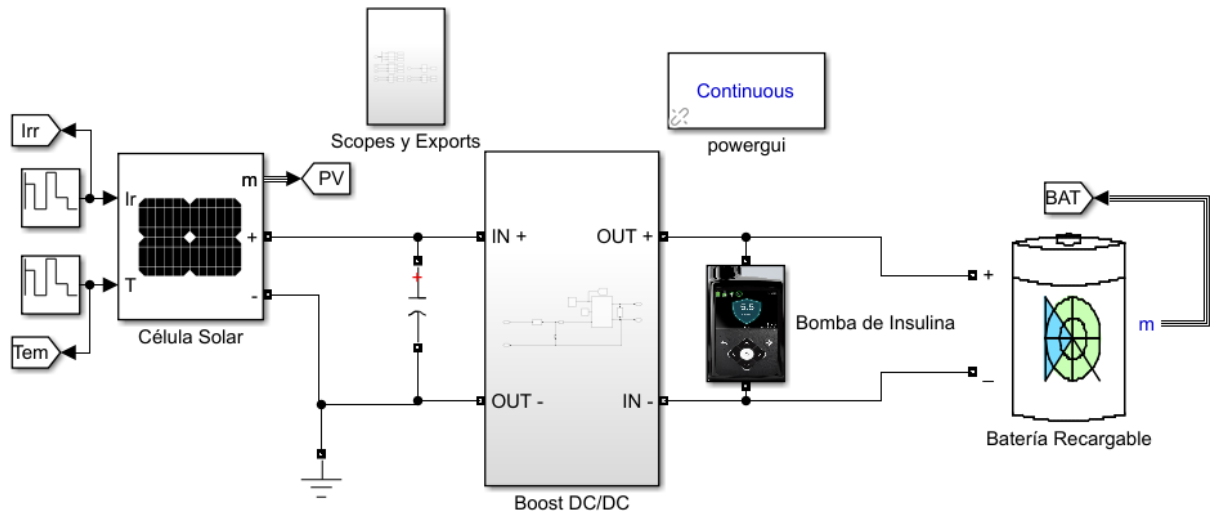 Scopes y Exports
Continuous
powergui
Irr
Ir
m
PV
+
T
-
Célula Solar
Tem
+
IN +
OUT +
OUT -
IN -
Boost DC/DC
5.5
Bomba de Insulina
BAT
+
m
_
Batería Recargable